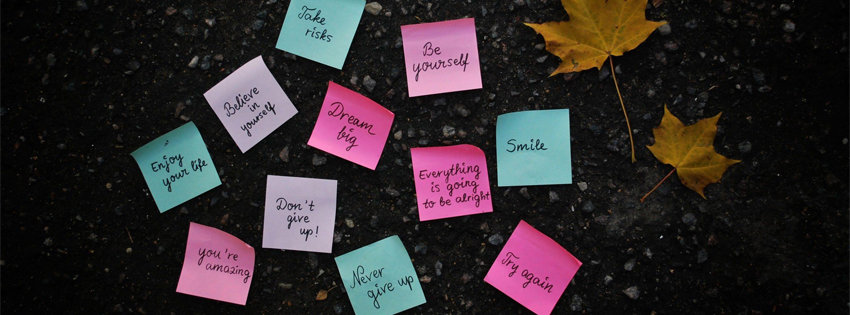 Take
risks
Be
yourself
Believe
in
yourself
Dream
big
Smile
Enjoy
your life
Everything
is going
to be alright
Don't
give
up!
you're
amazing
Never
give up
Try again